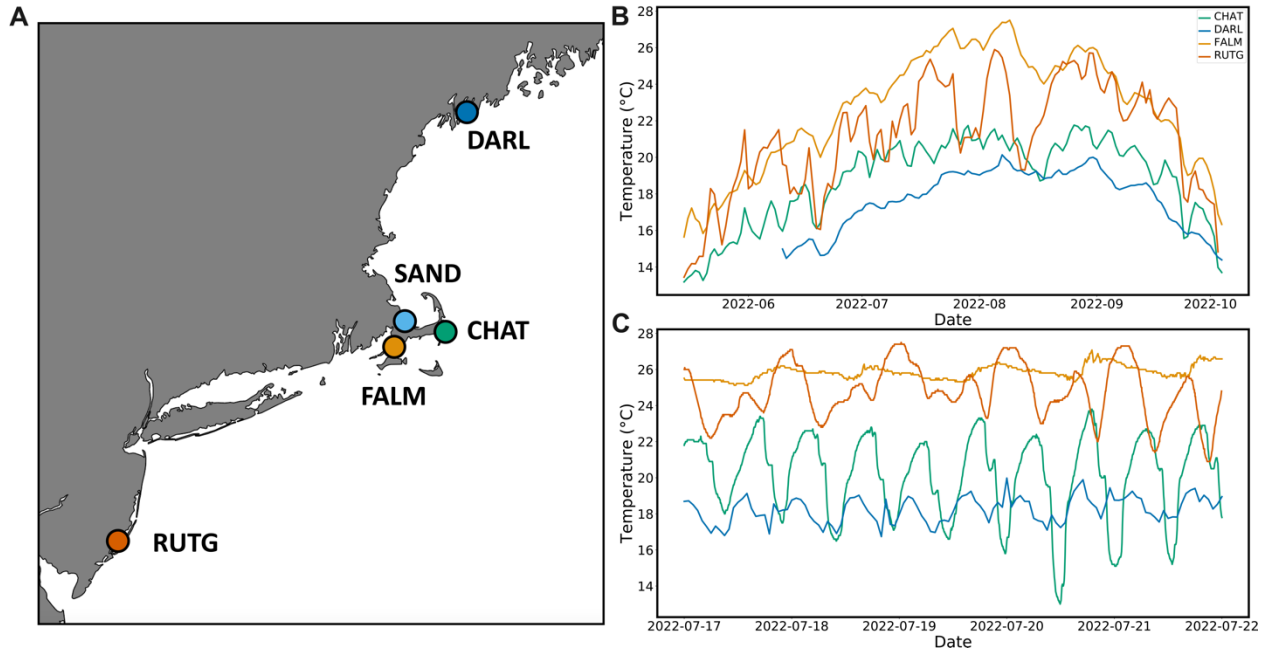 A
DARL
SAND
CHAT
FALM
RUTG
B
Temperature (°C)
28
26
24
22
20
18
16
14
CHAT
DARL
FALM
RUTG
2022-06
2022-07
2022-08
2022-09
2022-10
Date
C
Temperature (°C)
28
26
24
22
20
18
16
14
2022-07-17
2022-07-18
2022-07-19
2022-07-20
2022-07-21
2022-07-22
Date